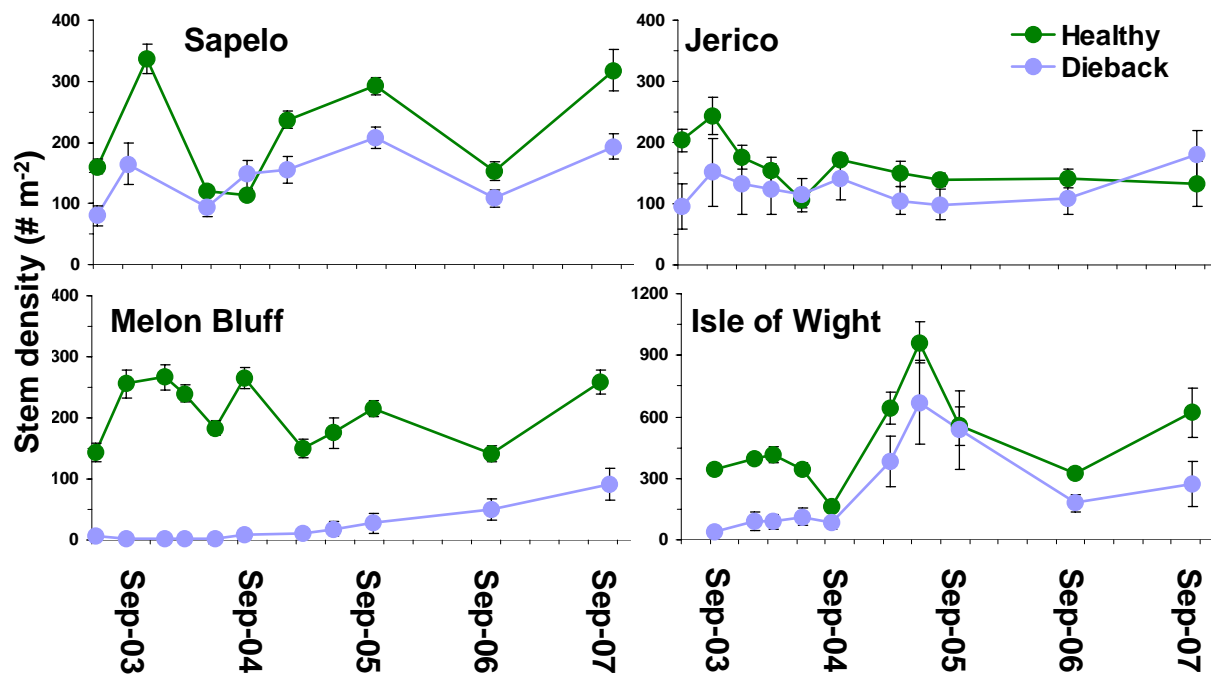 Stem density (# m-2)
Sapelo
400
300
200
100
0
Jerico
Healthy
Dieback
400
300
200
100
0
Melon Bluff
400
300
200
100
0
Isle of Wight
1200
900
600
300
0
Sep-03
Sep-04
Sep-05
Sep-06
Sep-07
Sep-03
Sep-04
Sep-05
Sep-06
Sep-07